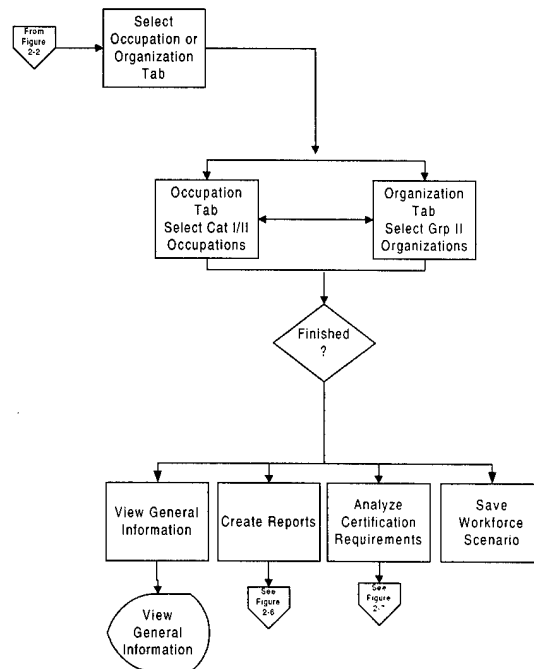 From
Figure
2-2
Select
Occupation or
Organization
Tab
Occupation
Tab
Select Cat I/II
Occupations
Organization
Tab
Select Grp II
Organizations
Finished
?
View General
Information
Create Reports
Analyze
Certification
Requirements
Save
Workforce
Scenario
View
General
Information
See
Figure
2-6
See
Figure
2-7